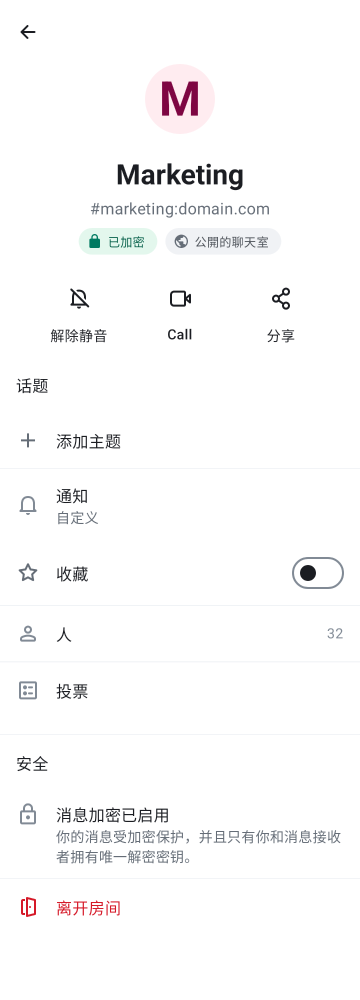 M
Marketing
#marketing:domain.com
已加密
公開的聊天室
解除静音
Call
分享
话题
添加主题
通知
自定义
收藏
人
32
投票
安全
消息加密已启用
你的消息受加密保护，并且只有你和消息接收
者拥有唯一解密密钥。
离开房间